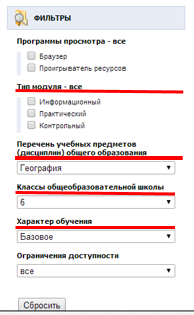 ФИЛЬТРЫ
Программы просмотра - все
Браузер
Проигрыватель ресурсов
Тип модуля - все
Информационный
Практический
Контрольный
Перечень учебных предметов
(дисциплин) общего образования
География
Классы общеобразовательной школы
6
Характер обучения
Базовое
Ограничения доступности
все
Сбросить